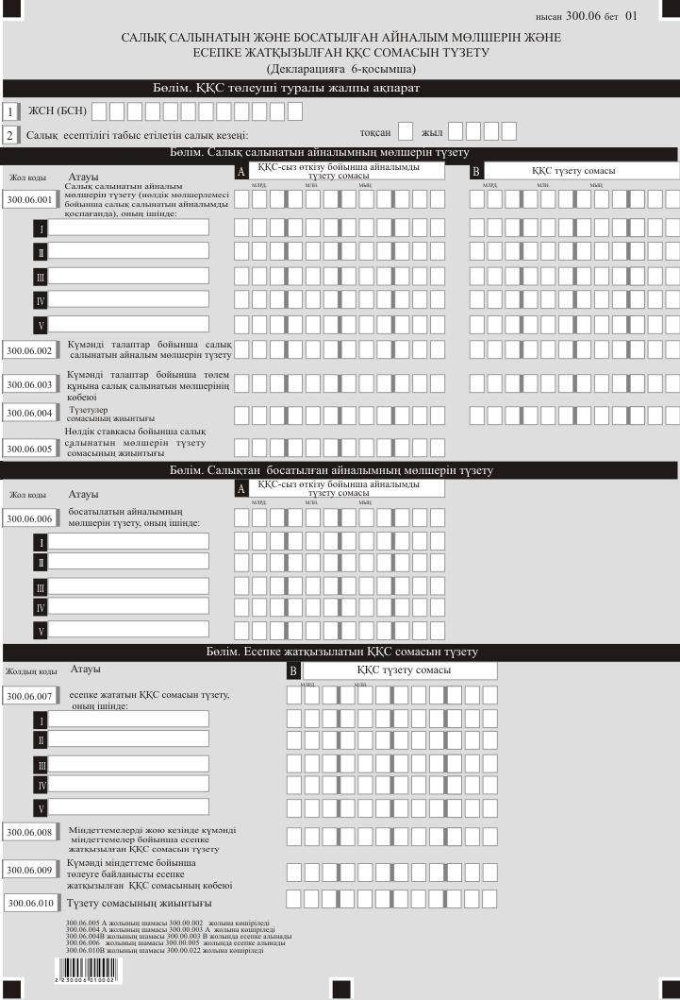 нысан 300.06 бет 01
САЛЫҚ САЛЫНАТЫН ЖӘНЕ БОСАТЫЛҒАН АЙНАЛЫМ МӨЛШЕРІН ЖӘНЕ
ЕСЕПКЕ ЖАТҚЫЗЫЛҒАН ҚҚС СОМАСЫН ТҮЗЕТУ
(Декларацияға 6-қосымша)
Бөлім. ҚҚС төлеуші туралы жалпы ақпарат
1 ЖСН (БСН)
2 Салық есептілігі табыс етілетін салық кезеңі: тоқсан жыл
Бөлім. Салық салынатын айналымның мөлшерін түзету
Жол коды Атауы
A ҚҚС-сыз өткізу бойынша айналымды
түзету сомасы
B ҚҚС түзету сомасы
МЛРД. МЛН. МЫҢ МЛРД. МЛН. МЫҢ
300.06.001
Салық салынатын айналым
мөлшерін түзету (нөлдік мөлшерлемесі
бойынша салық салынатын айналымды
қоспағанда), оның ішінде:
I
II
III
IV
V
300.06.002
Күмәнді талаптар бойынша салық
салынатын айналым мөлшерін түзету
300.06.003
Күмәнді талаптар бойынша төлем
құнына салық салынатын мөлшерінің
көбеюі
300.06.004
Түзетулер
сомасының жиынтығы
300.06.005
Нөлдік ставкасы бойынша салық
салынатын мөлшерін түзету
сомасының жиынтығы
Бөлім. Салықтан босатылған айналымның мөлшерін түзету
Жол коды Атауы
A ҚҚС-сыз өткізу бойынша айналымды
түзету сомасы
МЛРД. МЛН. МЫҢ
300.06.006
босатылатын айналымның
мөлшерін түзету, оның ішінде:
I
II
III
IV
V
Бөлім. Есепке жатқызылатын ҚҚС сомасын түзету
Жолдың коды Атауы
B ҚҚС түзету сомасы
МЛРД. МЛН.
300.06.007
есепке жататын ҚҚС сомасын түзету,
оның ішінде:
I
II
III
IV
V
300.06.008
Міндеттемелерді жою кезінде күмәнді
міндеттемелер бойынша есепке
жатқызылған ҚҚС сомасын түзету
300.06.009
Күмәнді міндеттеме бойынша
төлеуге байланысты есепке
жатқызылған ҚҚС сомасының көбеюі
300.06.010 Түзету сомасының жиынтығы
300.06.005 А жолының шамасы 300.00.002 жолына көшіріледі
300.06.004 А жолының шамасы 300.00.003 А жолына көшіріледі
300.06.004В жолының шамасы 300.00.003 В жолында есепке алынады
300.06.006 жолының шамасы 300.00.005 жолында есепке алынады
300.06.010В жолының шамасы 300.00.022 жолына көшіріледі
2 230006 010002